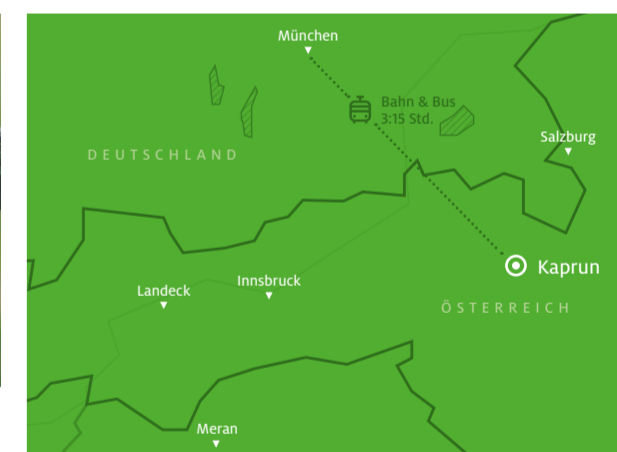 München
Bahn & Bus
3:15 Std.
Salzburg
DEUTSCHLAND
Kaprun
Innsbruck
Landeck
ÖSTERREICH
Meran